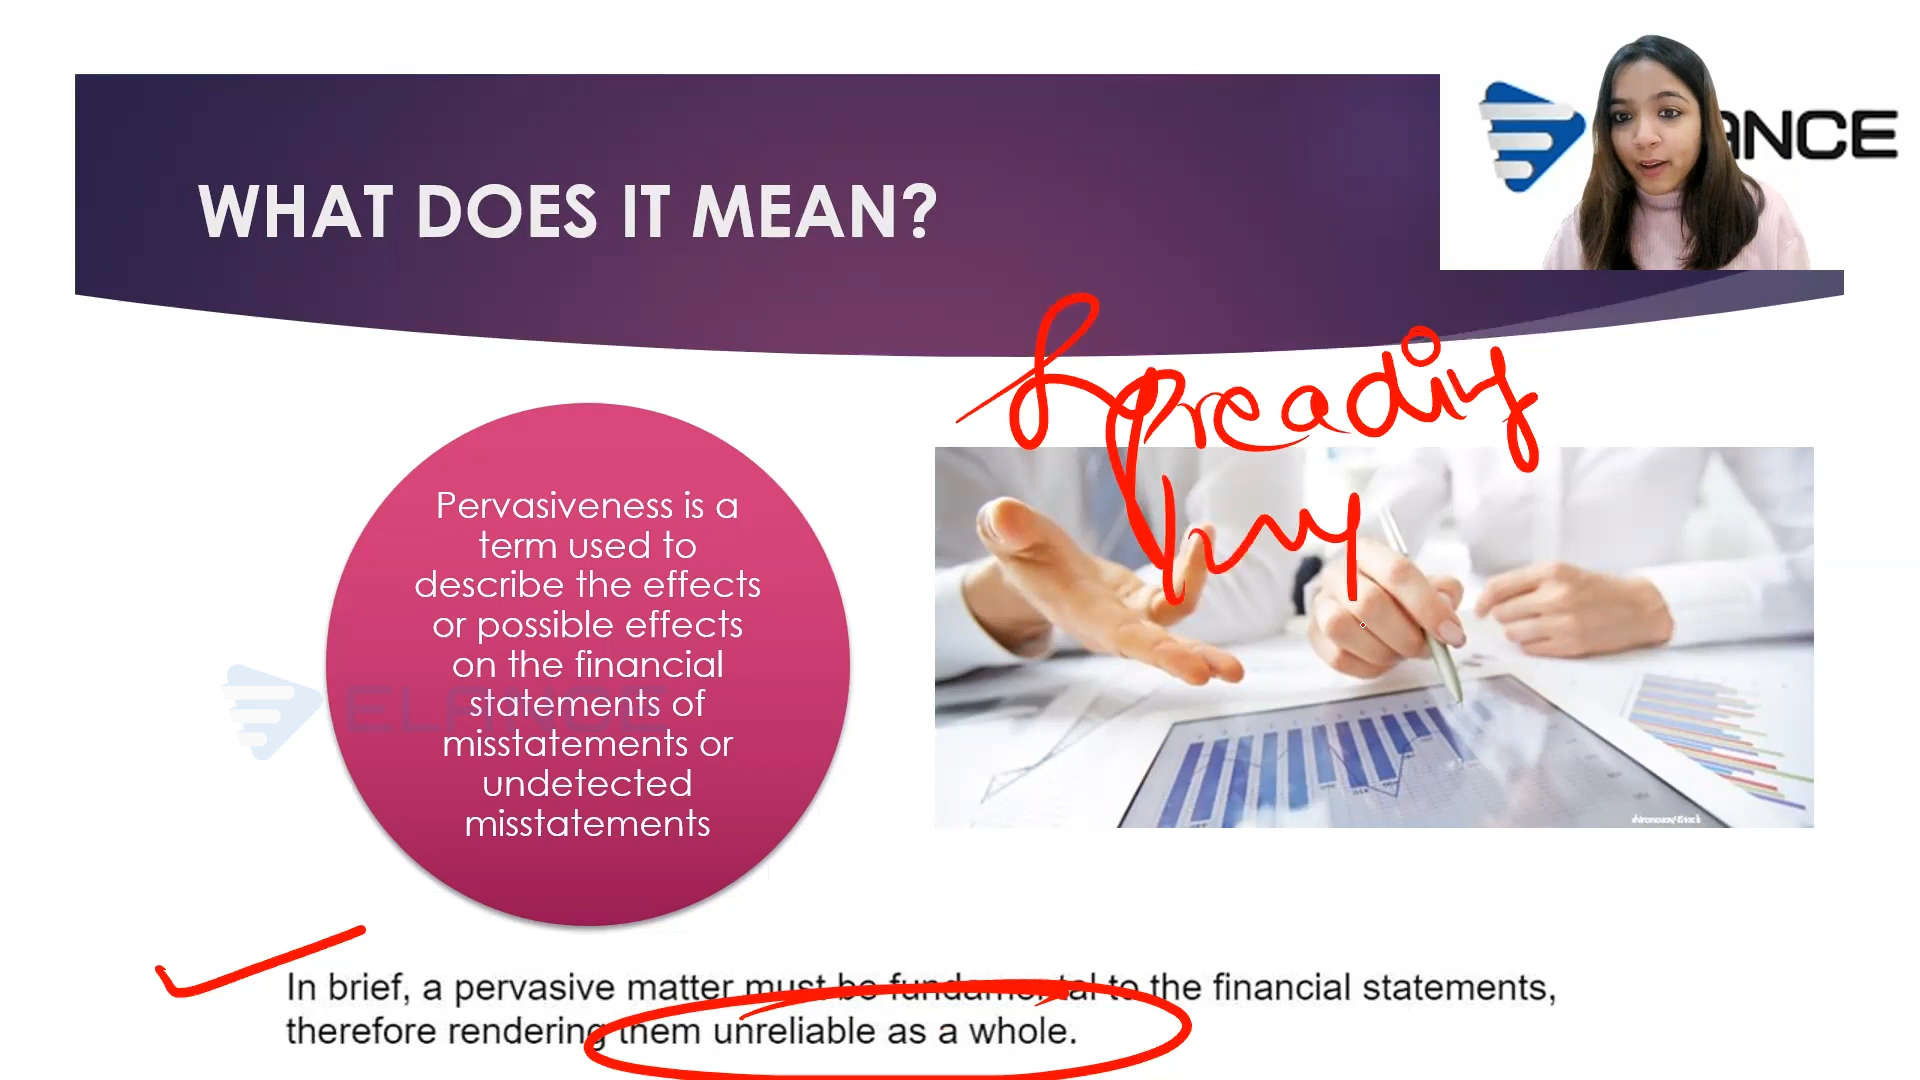 WHAT DOES IT MEAN?
ANCE
Spreading
Pervasiveness is a
term used to
describe the effects
or possible effects
on the financial
statements of
misstatements or
undetected
misstatements
ELANCE
In brief, a pervasive matter must be fundamental to the financial statements,
therefore rendering them unreliable as a whole.